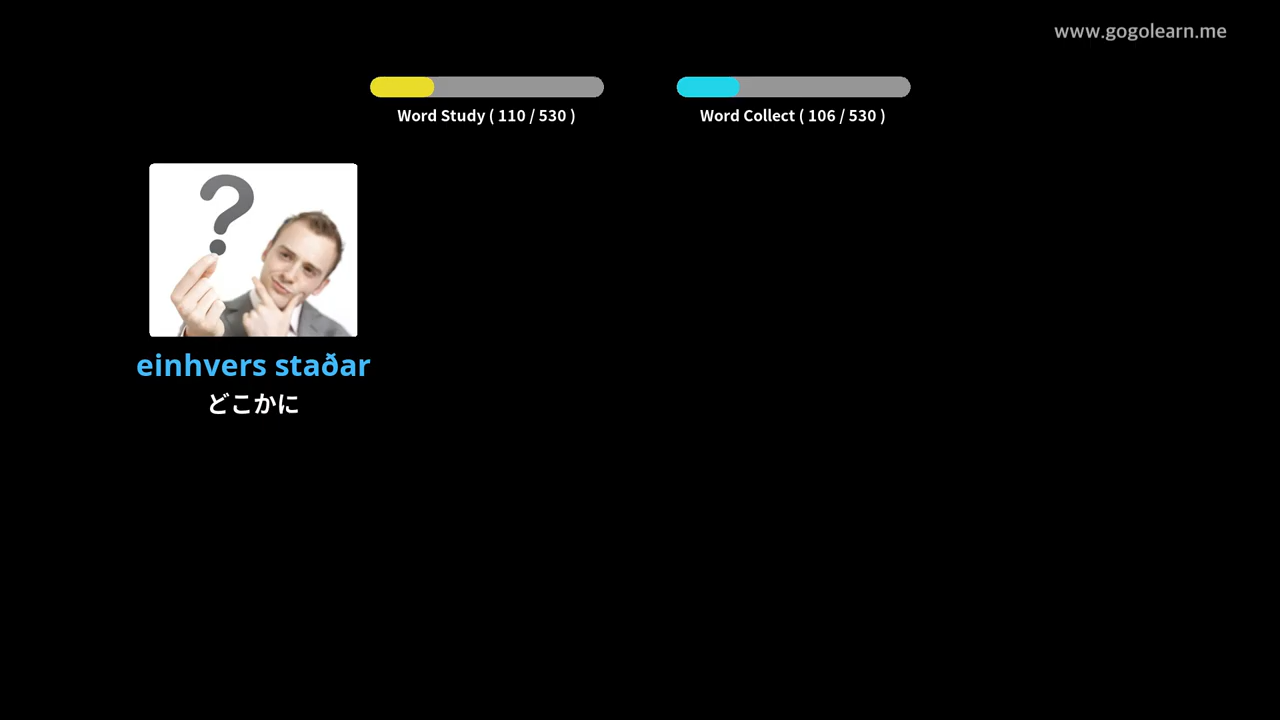 www.gogolearn.me
Word Study ( 110 / 530 )
Word Collect ( 106 / 530 )
?
einhvers staðar
どこかに